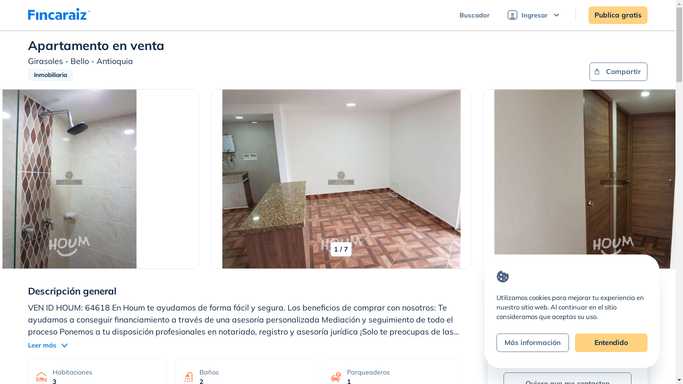 Fincaraiz
Buscador
Ingresar
Publica gratis
Apartamento en venta
Girasoles - Bello - Antioquia
Inmobiliaria
Compartir
HOUM
HOUM
HOUM
1 / 7
Descripción general
VEN ID HOUM: 64618 En Houm te ayudamos de forma fácil y segura. Los beneficios de comprar con nosotros: Te
ayudamos a conseguir financiamiento a través de una asesoría personalizada Mediación y seguimiento de todo el
proceso Ponemos a tu disposición profesionales en notariado, registro y asesoría jurídica ¡Solo te preocupas de las...
Leer más
Habitaciones
3
Baños
2
Parqueaderos
1
Utilizamos cookies para mejorar tu experiencia en
nuestro sitio web. Al continuar en el sitio
consideramos que aceptas su uso.
Más información
Entendido
Quiero que me contacten